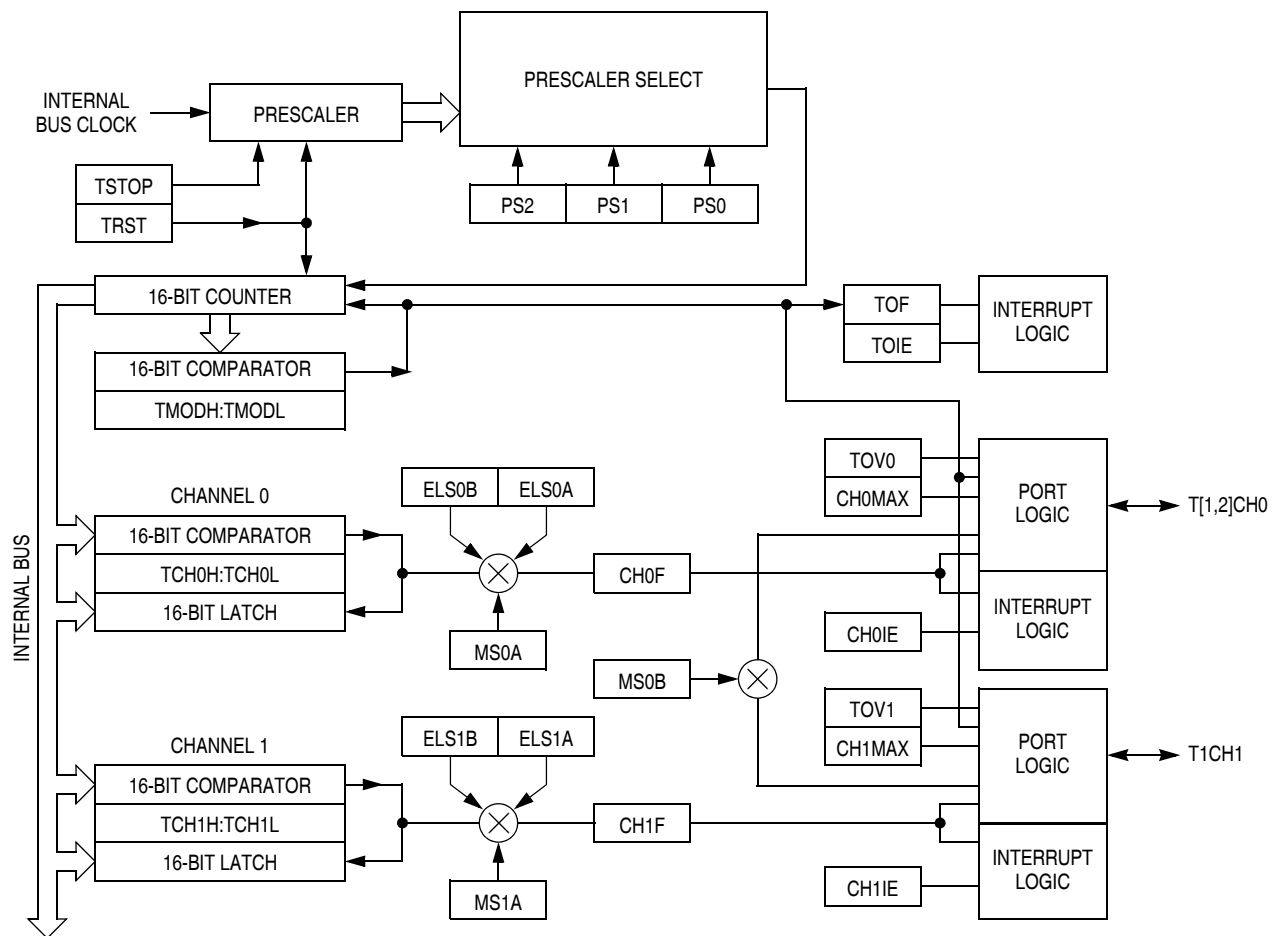 PRESCALER SELECT
INTERNAL
BUS CLOCK
PRESCALER
TSTOP
TRST
PS2
PS1
PS0
16-BIT COUNTER
TOF
TOIE
INTERRUPT
LOGIC
16-BIT COMPARATOR
TMODH:TMODL
INTERNAL BUS
CHANNEL 0
16-BIT COMPARATOR
TCH0H:TCH0L
16-BIT LATCH
ELS0B
ELS0A
MS0A
CH0F
TOV0
CH0MAX
PORT
LOGIC
T[1,2]CH0
INTERRUPT
LOGIC
CH0IE
MS0B
CHANNEL 1
16-BIT COMPARATOR
TCH1H:TCH1L
16-BIT LATCH
ELS1B
ELS1A
MS1A
CH1F
TOV1
CH1MAX
PORT
LOGIC
T1CH1
INTERRUPT
LOGIC
CH1IE